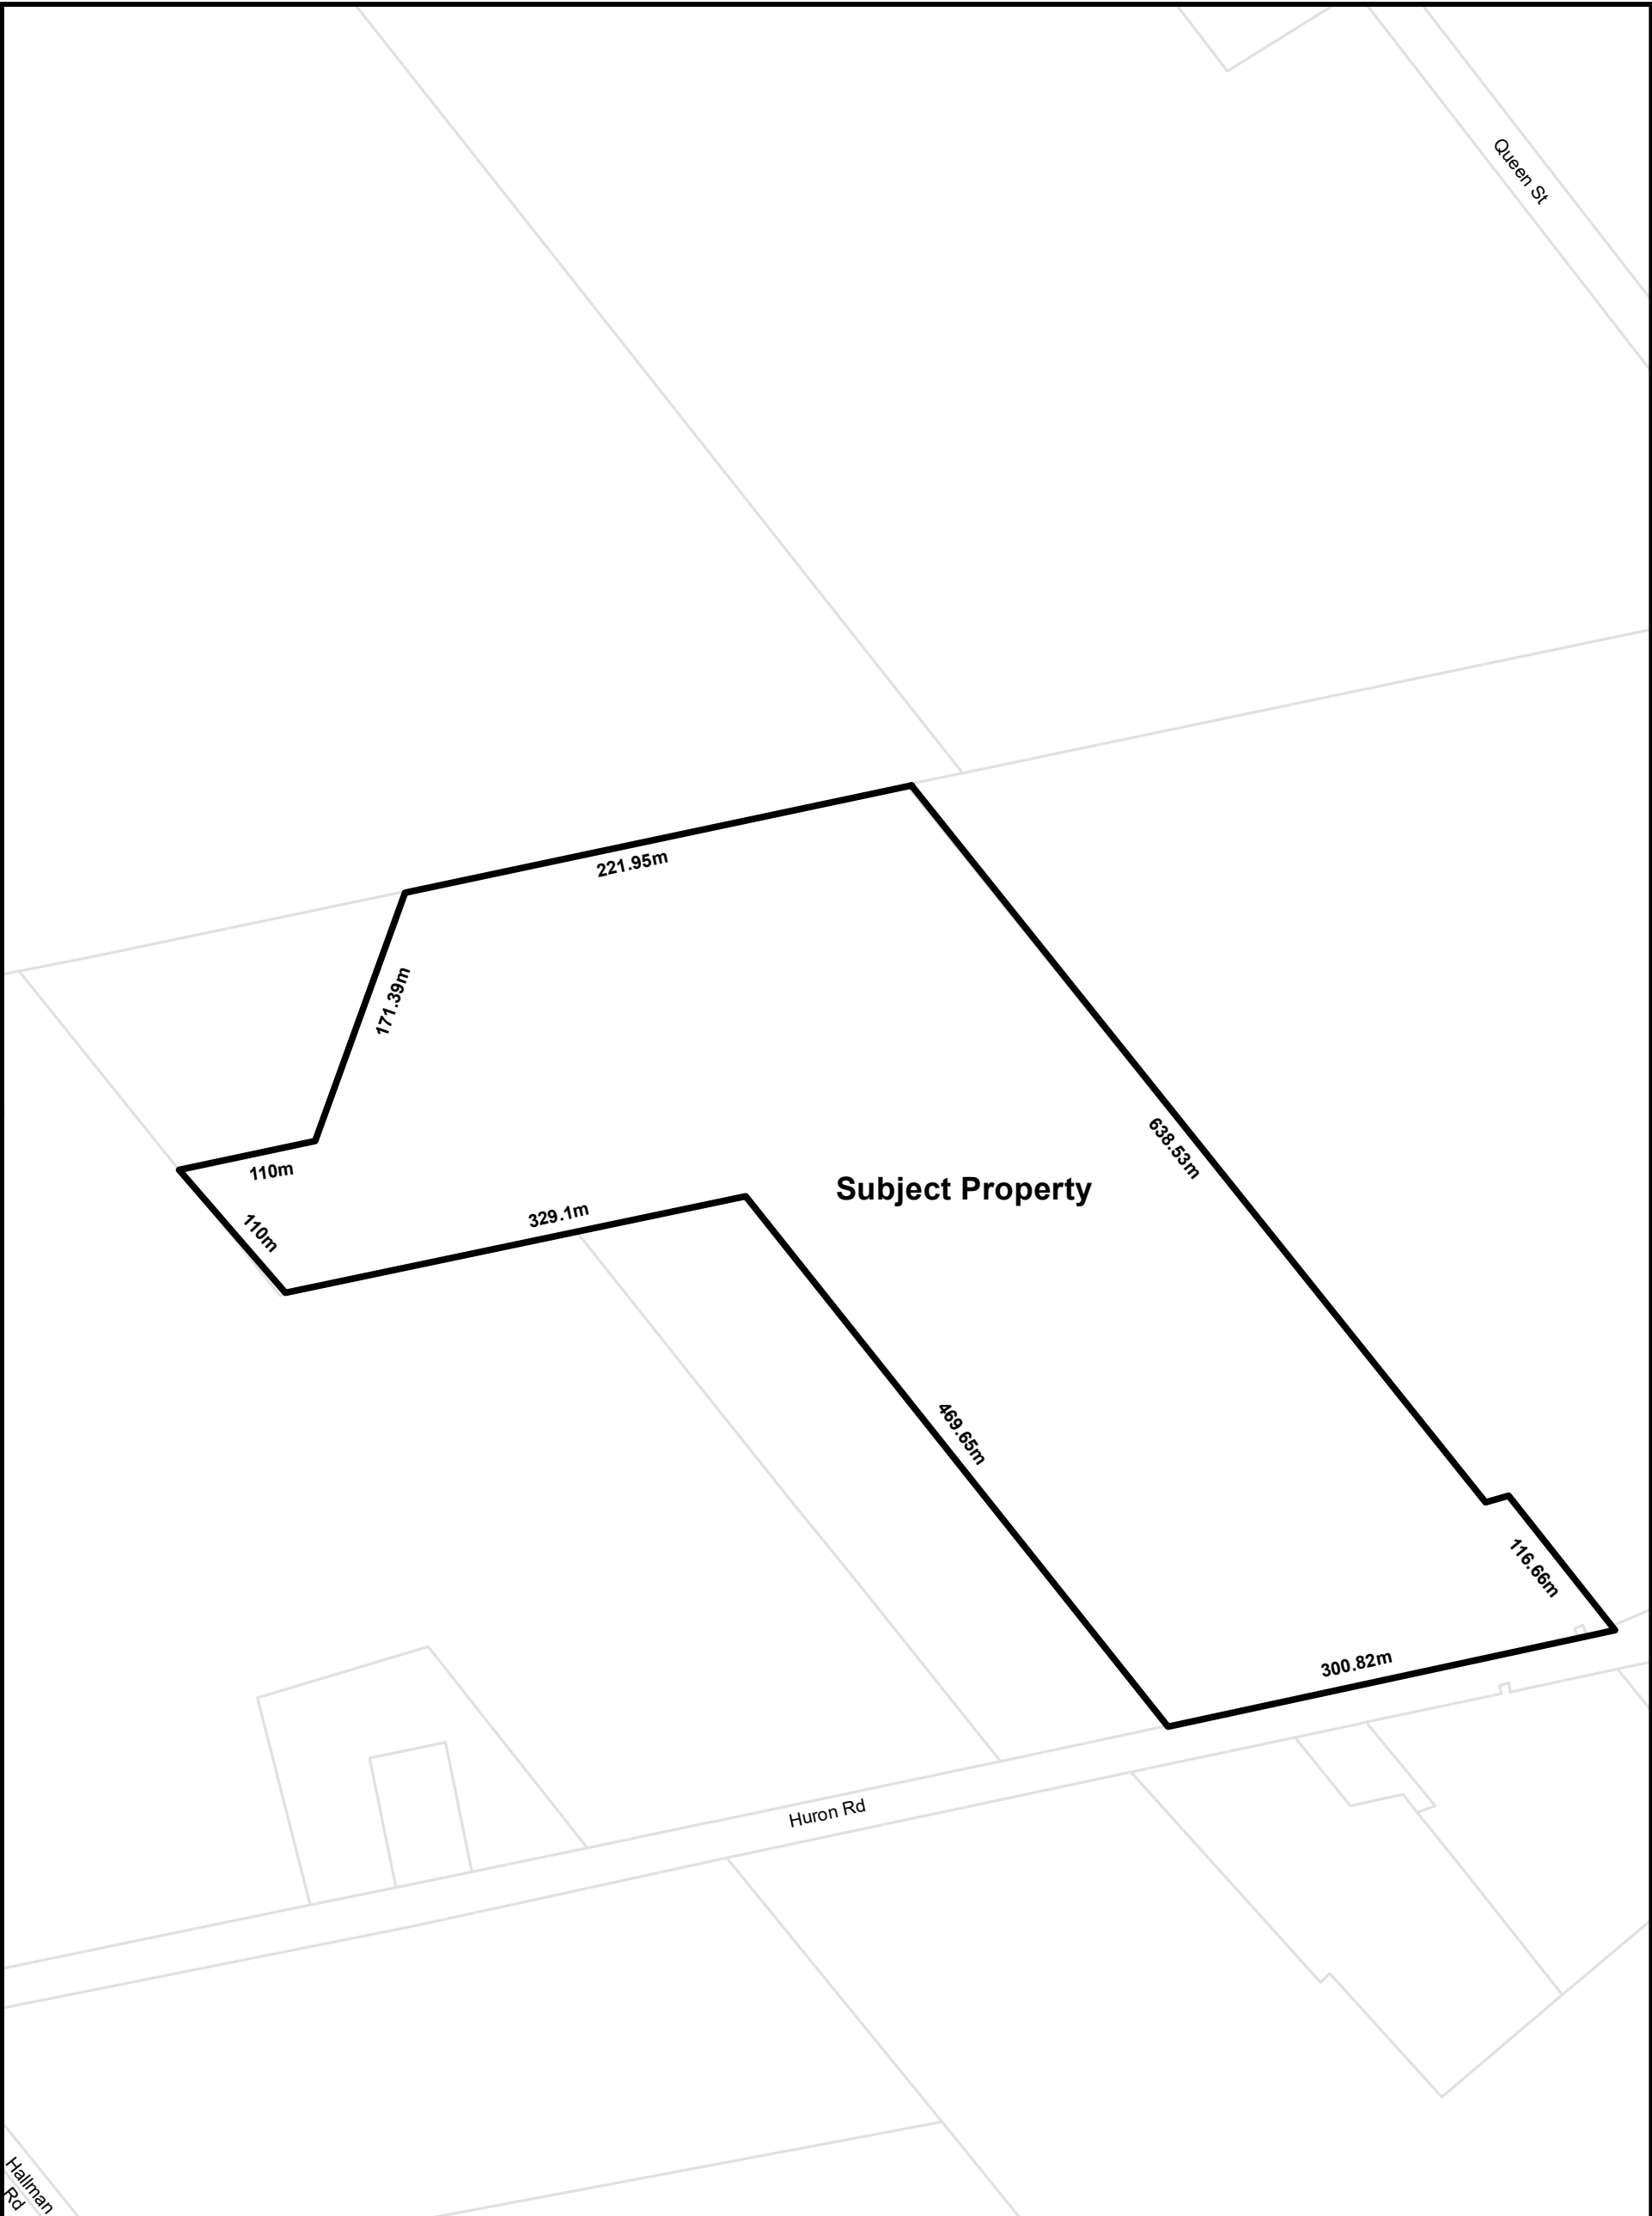 Queen St
221.95m
171.39m
638.53m
110m
Subject Property
110m
329.1m
469.65m
116.66m
300.82m
Huron Rd
Hallman
Rd